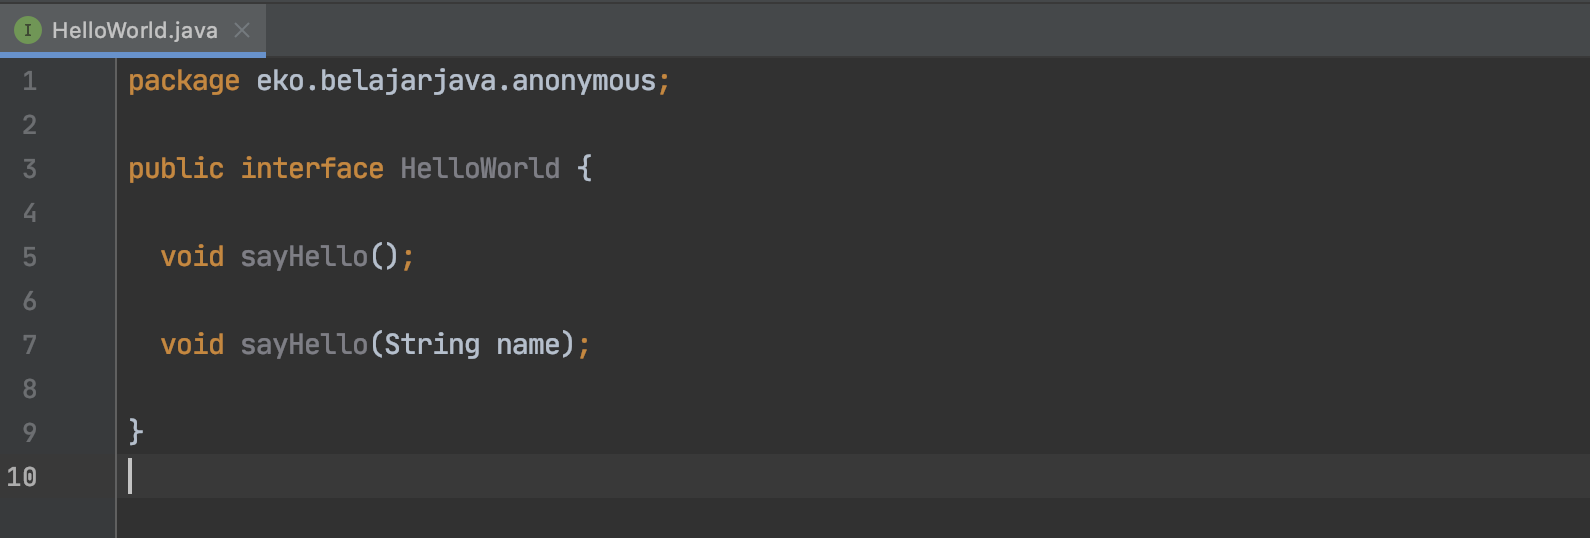 I HelloWorld.java
1 package eko.belajarjava.anonymous;
2
3 public interface HelloWorld {
4
5   void sayHello();
6
7   void sayHello(String name);
8
9 }
10